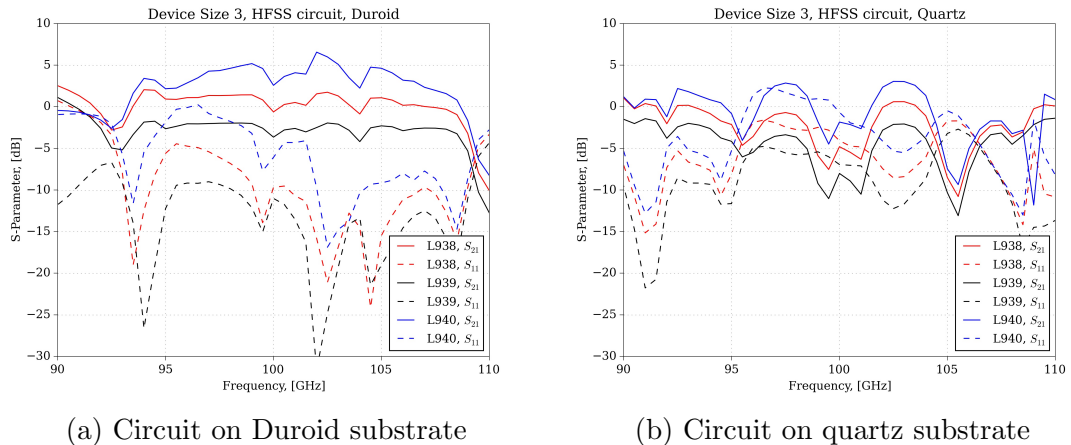 Device Size 3, HFSS circuit, Duroid
10
5
0
−5
−10
−15
−20
−25
−30
S-Parameter, [dB]
L938, S21
L938, S11
L939, S21
L939, S11
L940, S21
L940, S11
90
95
100
105
110
Frequency, [GHz]
(a) Circuit on Duroid substrate
Device Size 3, HFSS circuit, Quartz
10
5
0
−5
−10
−15
−20
−25
−30
S-Parameter, [dB]
L938, S21
L938, S11
L939, S21
L939, S11
L940, S21
L940, S11
90
95
100
105
110
Frequency, [GHz]
(b) Circuit on quartz substrate